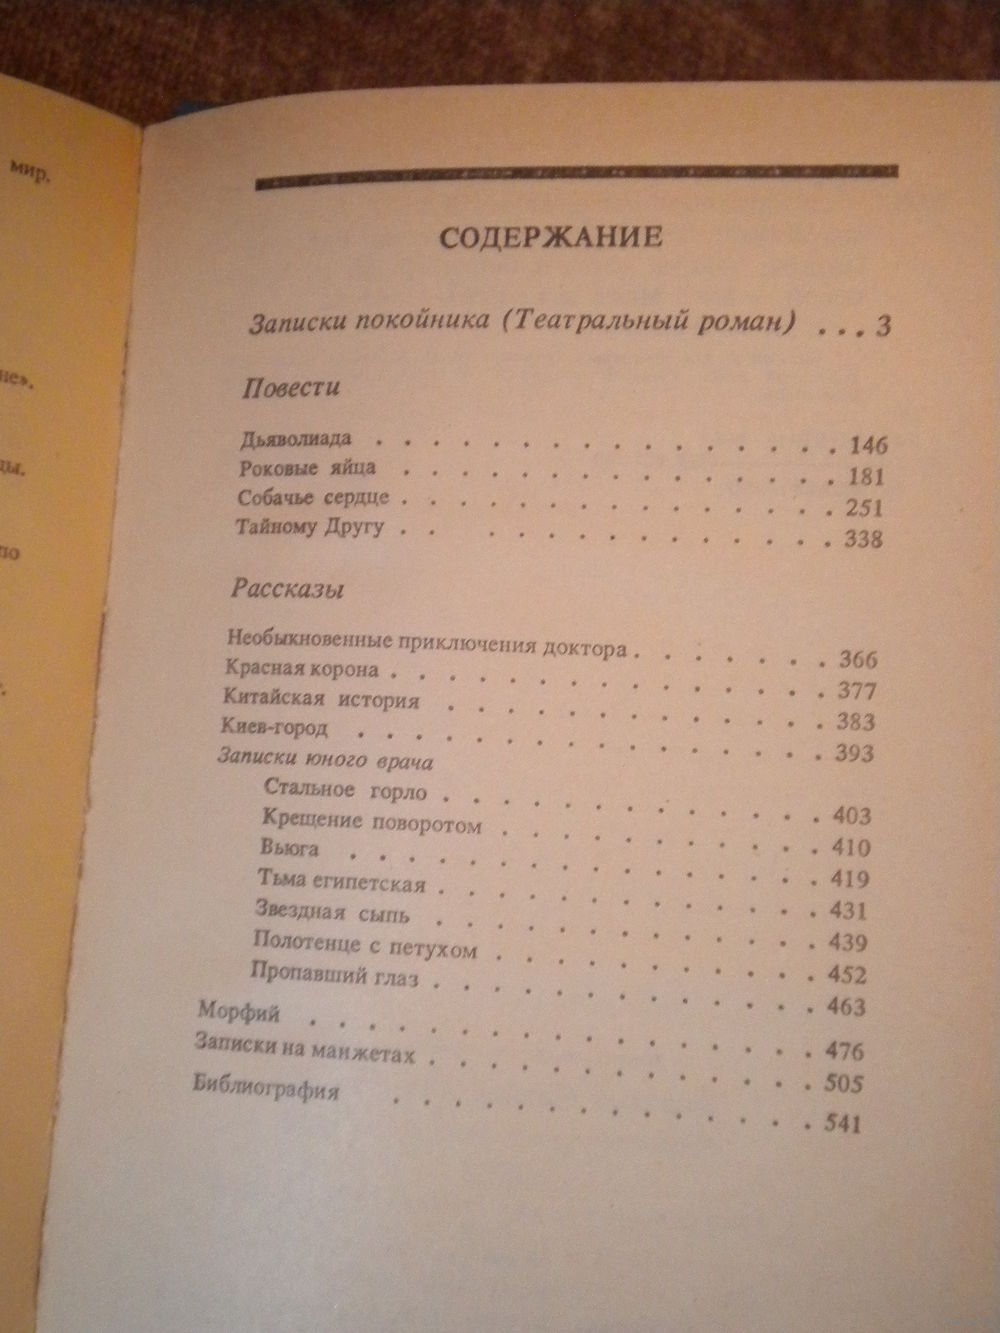 мир.
не».
ды.
по
СОДЕРЖАНИЕ
Записки покойника (Театральный роман) . . . 3
Повести
Дьяволиада . . . . . . . . . . . . . . . . 146
Роковые яйца . . . . . . . . . . . . . . . 181
Собачье сердце . . . . . . . . . . . . . . . 251
Тайному Другу . . . . . . . . . . . . . . 338
Рассказы
Необыкновенные приключения доктора . . . . . . . 366
Красная корона . . . . . . . . . . . . . . . 377
Китайская история . . . . . . . . . . . . . 383
Киев-город . . . . . . . . . . . . . . . . 393
Записки юного врача
Стальное горло . . . . . . . . . . . . . 403
Крещение поворотом . . . . . . . . . . . 410
Вьюга . . . . . . . . . . . . . . . . 419
Тьма египетская . . . . . . . . . . . . . 431
Звездная сыпь . . . . . . . . . . . . . 439
Полотенце с петухом . . . . . . . . . . . 452
Пропавший глаз . . . . . . . . . . . . . 463
Морфий . . . . . . . . . . . . . . . . . 476
Записки на манжетах . . . . . . . . . . . . . 505
Библиография . . . . . . . . . . . . . . 541